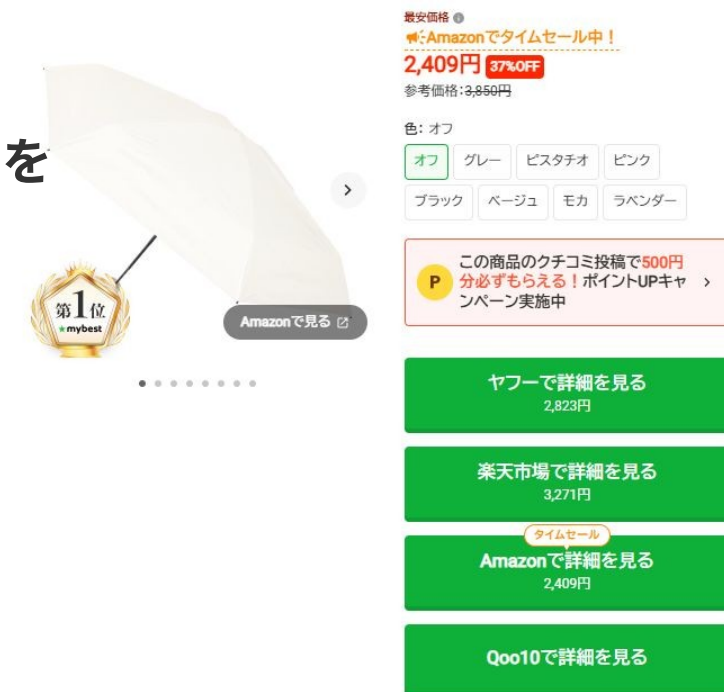 を
第1位
★mybest
Amazonで見る
最安価格
Amazonでタイムセール中！
2,409円 37%OFF
参考価格:3,850円
色: オフ
オフ グレー ピスタチオ ピンク
ブラック ベージュ モカ ラベンダー
P
この商品のクチコミ投稿で500円
分必ずもらえる！ポイントUPキャ
ンペーン実施中
ヤフーで詳細を見る
2,823円
楽天市場で詳細を見る
3,271円
タイムセール
Amazonで詳細を見る
2,409円
Qoo10で詳細を見る